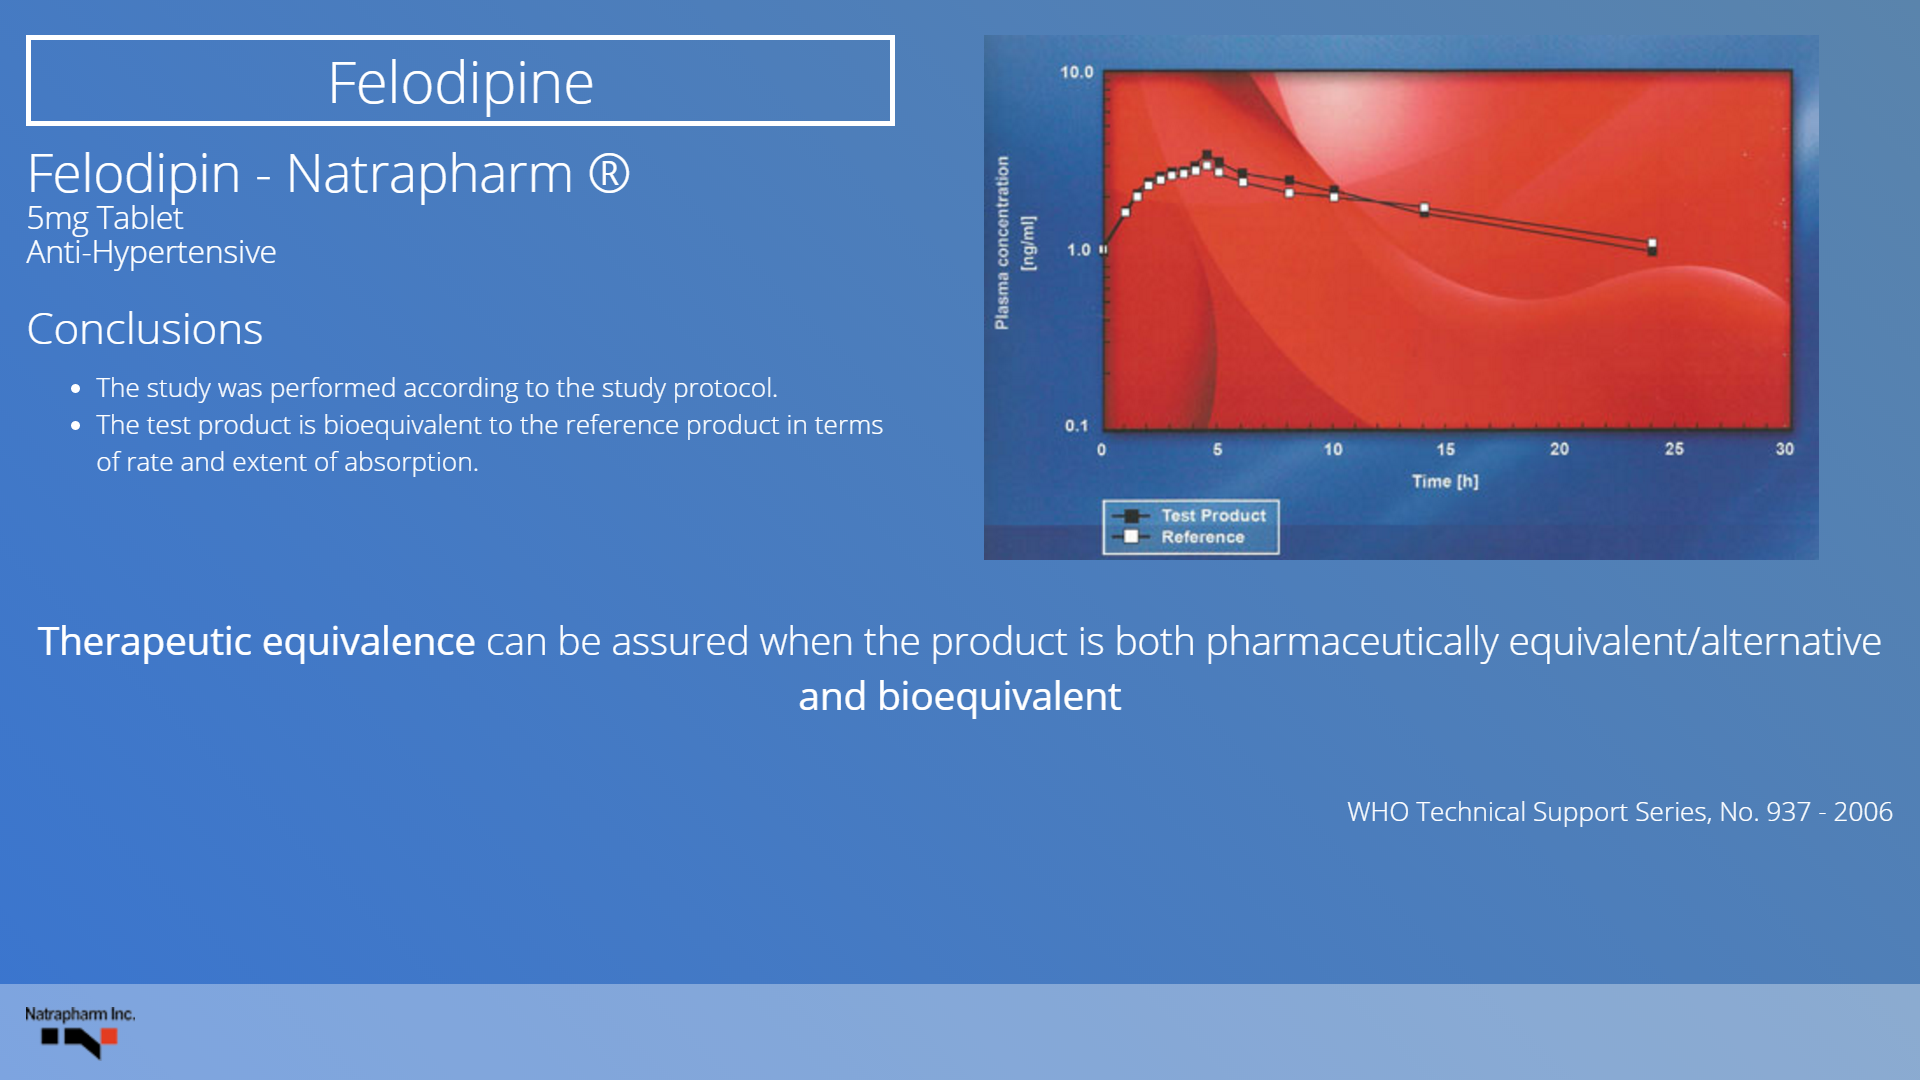 Felodipine
Felodipin - Natrapharm ®
5mg Tablet
Anti-Hypertensive
Conclusions
• The study was performed according to the study protocol.
• The test product is bioequivalent to the reference product in terms
of rate and extent of absorption.
Plasma concentration
[ng/ml]
10.0
1.0
0.1
0 5 10 15 20 25 30
Time [h]
Test Product
Reference
Therapeutic equivalence can be assured when the product is both pharmaceutically equivalent/alternative
and bioequivalent
WHO Technical Support Series, No. 937 - 2006
Natrapharm Inc.